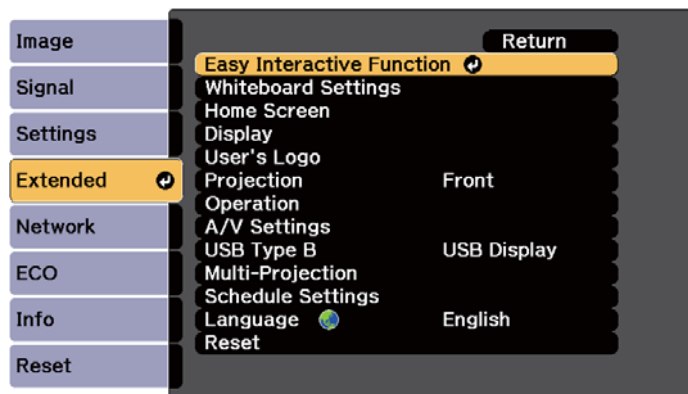 Image
Signal
Settings
Extended
Network
ECO
Info
Reset
Return
Easy Interactive Function
Whiteboard Settings
Home Screen
Display
User's Logo
Projection Front
Operation
A/V Settings
USB Type B USB Display
Multi-Projection
Schedule Settings
Language English
Reset